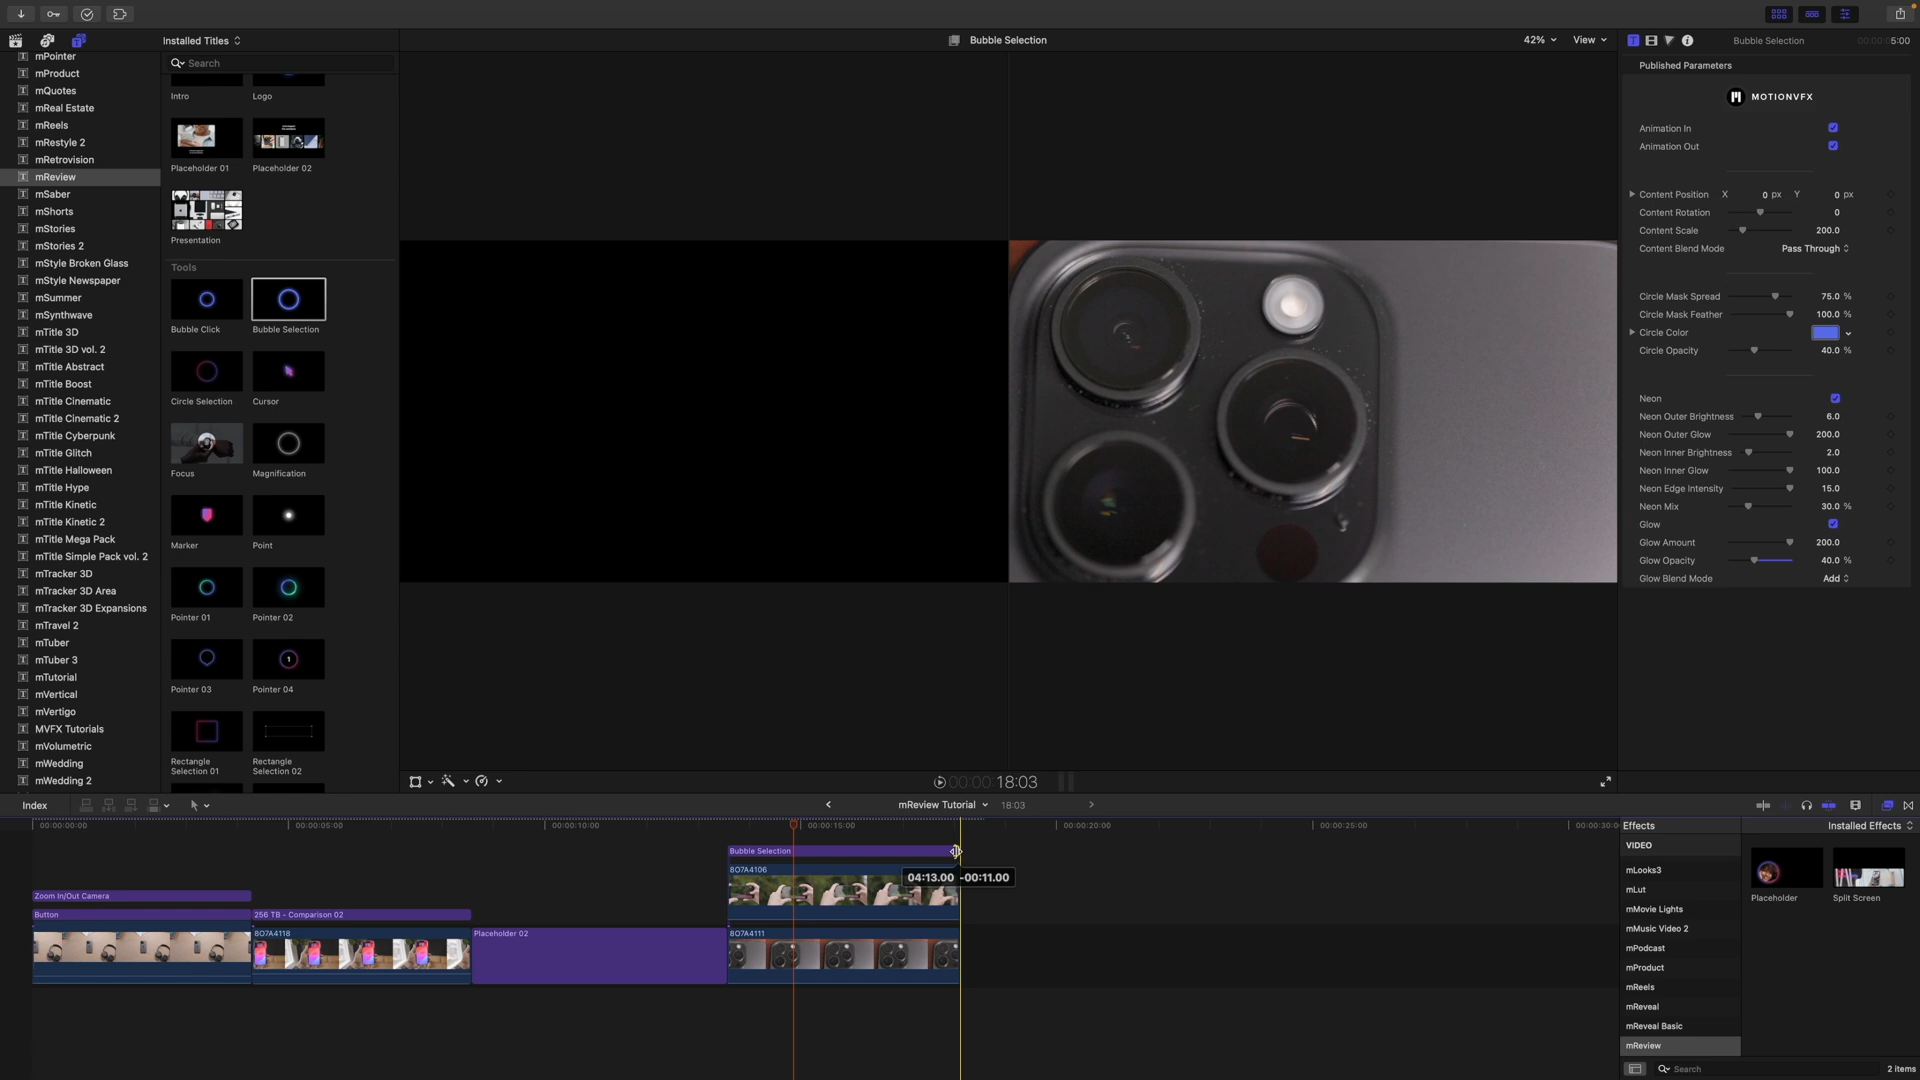 Installed Titles
Bubble Selection
42%
View
Bubble Selection
5:00
mPointer
mProduct
mQuotes
mReal Estate
mReels
mRestyle 2
mRetrovision
mReview
mSaber
mShorts
mStories
mStories 2
mStyle Broken Glass
mStyle Newspaper
mSummer
mSynthwave
mTitle 3D
mTitle 3D vol. 2
mTitle Abstract
mTitle Boost
mTitle Cinematic
mTitle Cinematic 2
mTitle Cyberpunk
mTitle Glitch
mTitle Halloween
mTitle Hype
mTitle Kinetic
mTitle Kinetic 2
mTitle Mega Pack
mTitle Simple Pack vol. 2
mTracker 3D
mTracker 3D Area
mTracker 3D Expansions
mTravel 2
mTuber
mTuber 3
mTutorial
mVertical
mVertigo
MVFX Tutorials
mVolumetric
mWedding
mWedding 2
Search
Intro
Logo
Placeholder 01
Placeholder 02
Presentation
Tools
Bubble Click
Bubble Selection
Circle Selection
Cursor
Focus
Magnification
Marker
Point
Pointer 01
Pointer 02
Pointer 03
1
Pointer 04
Rectangle
Selection 01
Rectangle
Selection 02
Published Parameters
MOTIONVFX
Animation In
Animation Out
Content Position X 0 px Y 0 px
Content Rotation 0
Content Scale 200.0
Content Blend Mode Pass Through
Circle Mask Spread 75.0 %
Circle Mask Feather 100.0 %
Circle Color
Circle Opacity 40.0 %
Neon
Neon Outer Brightness 6.0
Neon Outer Glow 200.0
Neon Inner Brightness 2.0
Neon Inner Glow 100.0
Neon Edge Intensity 15.0
Neon Mix 30.0 %
Glow
Glow Amount 200.0
Glow Opacity 40.0 %
Glow Blend Mode Add
00:00:18:03
Index
mReview Tutorial
18:03
00:00:00:00
00:00:05:00
00:00:10:00
00:00:15:00
00:00:20:00
00:00:25:00
00:00:30:00
Bubble Selection
8O7A4106
04:13.00 -00:11.00
Zoom In/Out Camera
Button
256 TB - Comparison 02
8O7A4118
Placeholder 02
8O7A4111
Effects
Installed Effects
VIDEO
mLooks3
mLut
mMovie Lights
mMusic Video 2
mPodcast
mProduct
mReels
mReveal
mReveal Basic
mReview
Placeholder
Split Screen
Search
2 items